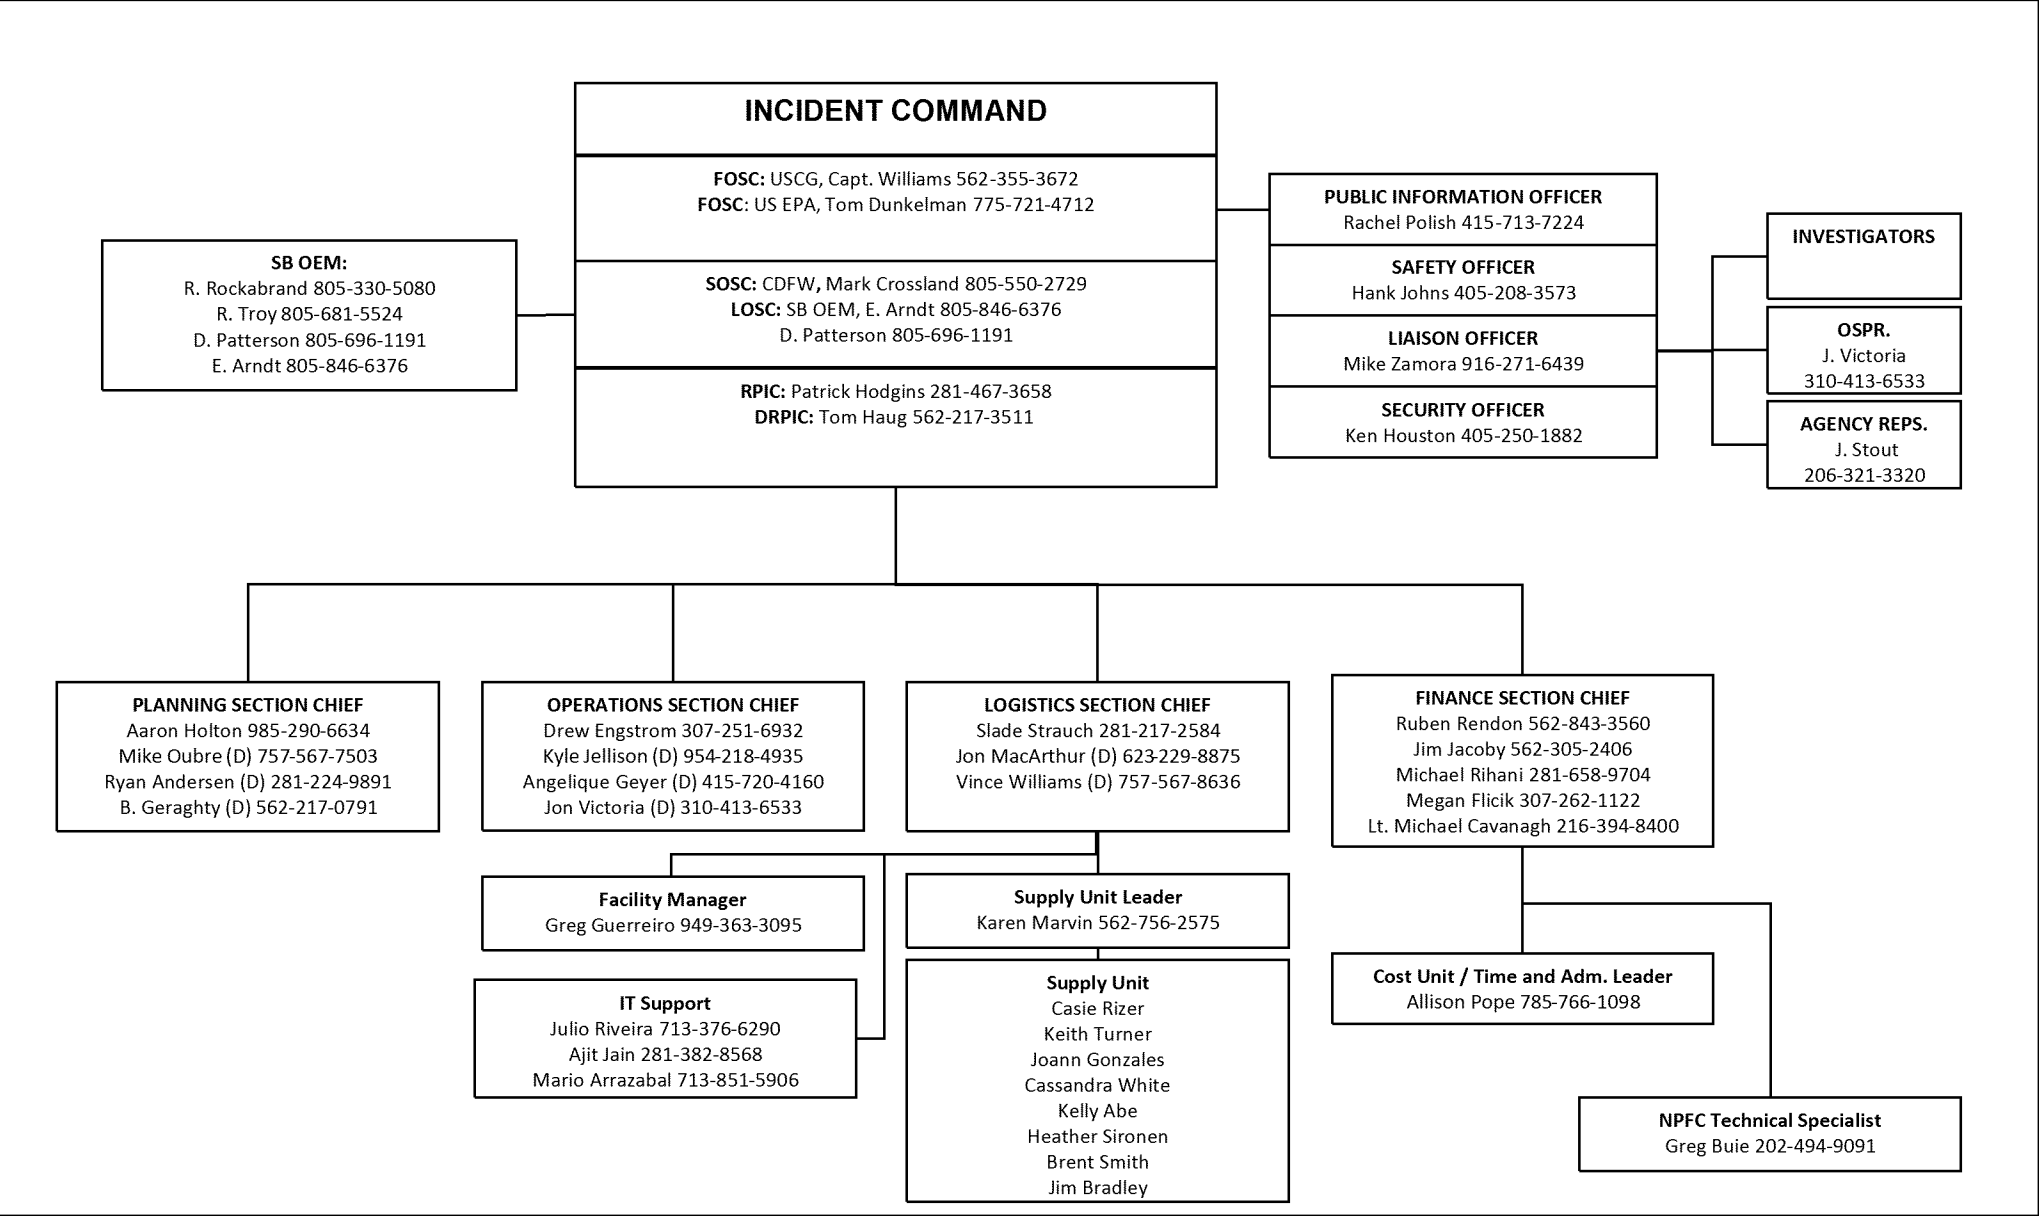 INCIDENT COMMAND
FOSC: USCG, Capt. Williams 562-355-3672
FOSC: US EPA, Tom Dunkelman 775-721-4712
SOSC: CDFW, Mark Crossland 805-550-2729
LOSC: SB OEM, E. Arndt 805-846-6376
D. Patterson 805-696-1191
RPIC: Patrick Hodgins 281-467-3658
DRPIC: Tom Haug 562-217-3511
SB OEM:
R. Rockabrand 805-330-5080
R. Troy 805-681-5524
D. Patterson 805-696-1191
E. Arndt 805-846-6376
PUBLIC INFORMATION OFFICER
Rachel Polish 415-713-7224
SAFETY OFFICER
Hank Johns 405-208-3573
LIAISON OFFICER
Mike Zamora 916-271-6439
SECURITY OFFICER
Ken Houston 405-250-1882
INVESTIGATORS
OSPR.
J. Victoria
310-413-6533
AGENCY REPS.
J. Stout
206-321-3320
PLANNING SECTION CHIEF
Aaron Holton 985-290-6634
Mike Oubre (D) 757-567-7503
Ryan Andersen (D) 281-224-9891
B. Geraghty (D) 562-217-0791
OPERATIONS SECTION CHIEF
Drew Engstrom 307-251-6932
Kyle Jellison (D) 954-218-4935
Angelique Geyer (D) 415-720-4160
Jon Victoria (D) 310-413-6533
LOGISTICS SECTION CHIEF
Slade Strauch 281-217-2584
Jon MacArthur (D) 623-229-8875
Vince Williams (D) 757-567-8636
FINANCE SECTION CHIEF
Ruben Rendon 562-843-3560
Jim Jacoby 562-305-2406
Michael Rihani 281-658-9704
Megan Flicik 307-262-1122
Lt. Michael Cavanagh 216-394-8400
Facility Manager
Greg Guerreiro 949-363-3095
IT Support
Julio Riveira 713-376-6290
Ajit Jain 281-382-8568
Mario Arrazabal 713-851-5906
Supply Unit Leader
Karen Marvin 562-756-2575
Supply Unit
Casie Rizer
Keith Turner
Joann Gonzales
Cassandra White
Kelly Abe
Heather Sironen
Brent Smith
Jim Bradley
Cost Unit / Time and Adm. Leader
Allison Pope 785-766-1098
NPFC Technical Specialist
Greg Buie 202-494-9091